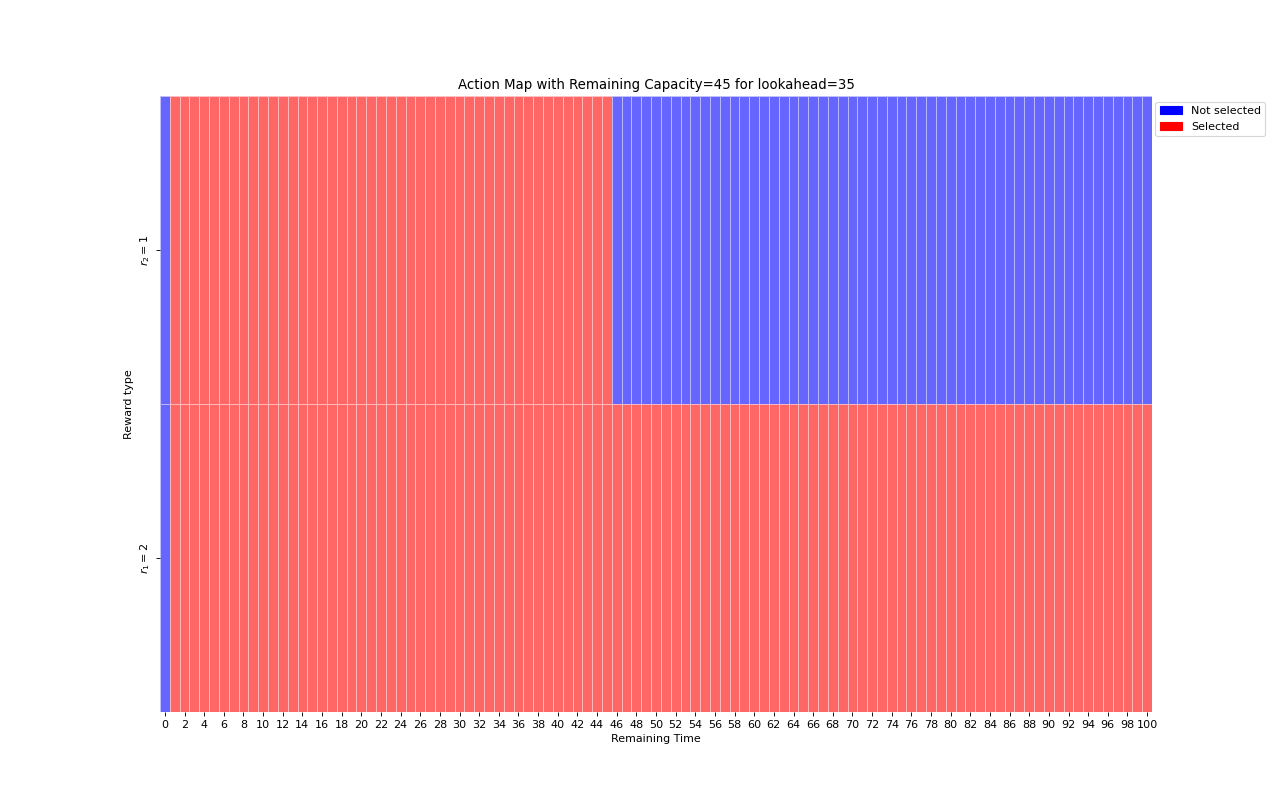 Action Map with Remaining Capacity=45 for lookahead=35
Not selected
Selected
r₂ = 1
Reward type
r₁ = 2
0 2 4 6 8 10 12 14 16 18 20 22 24 26 28 30 32 34 36 38 40 42 44 46 48 50 52 54 56 58 60 62 64 66 68 70 72 74 76 78 80 82 84 86 88 90 92 94 96 98 100
Remaining Time